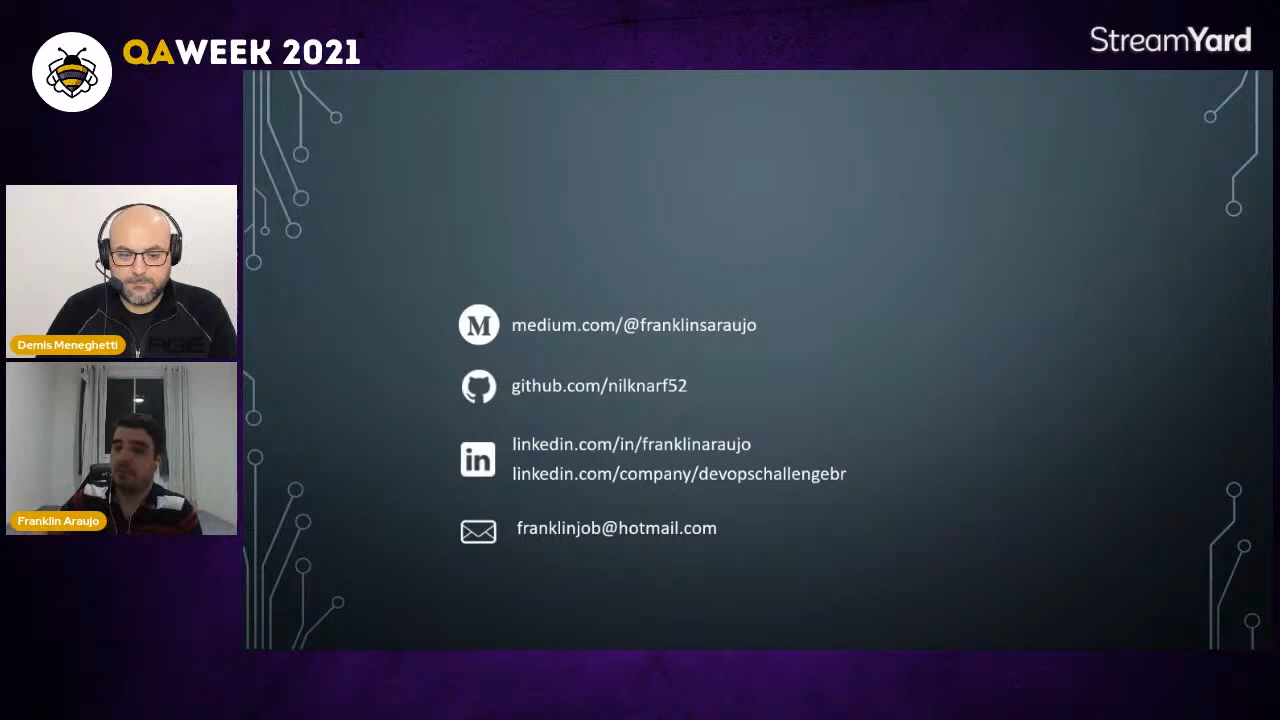 QAWEEK 2021
StreamYard
Demis Meneghetti
Franklin Araujo
medium.com/@franklinsaraujo
github.com/nilknarf52
linkedin.com/in/franklinaraujo
linkedin.com/company/devopschallengebr
franklinjob@hotmail.com